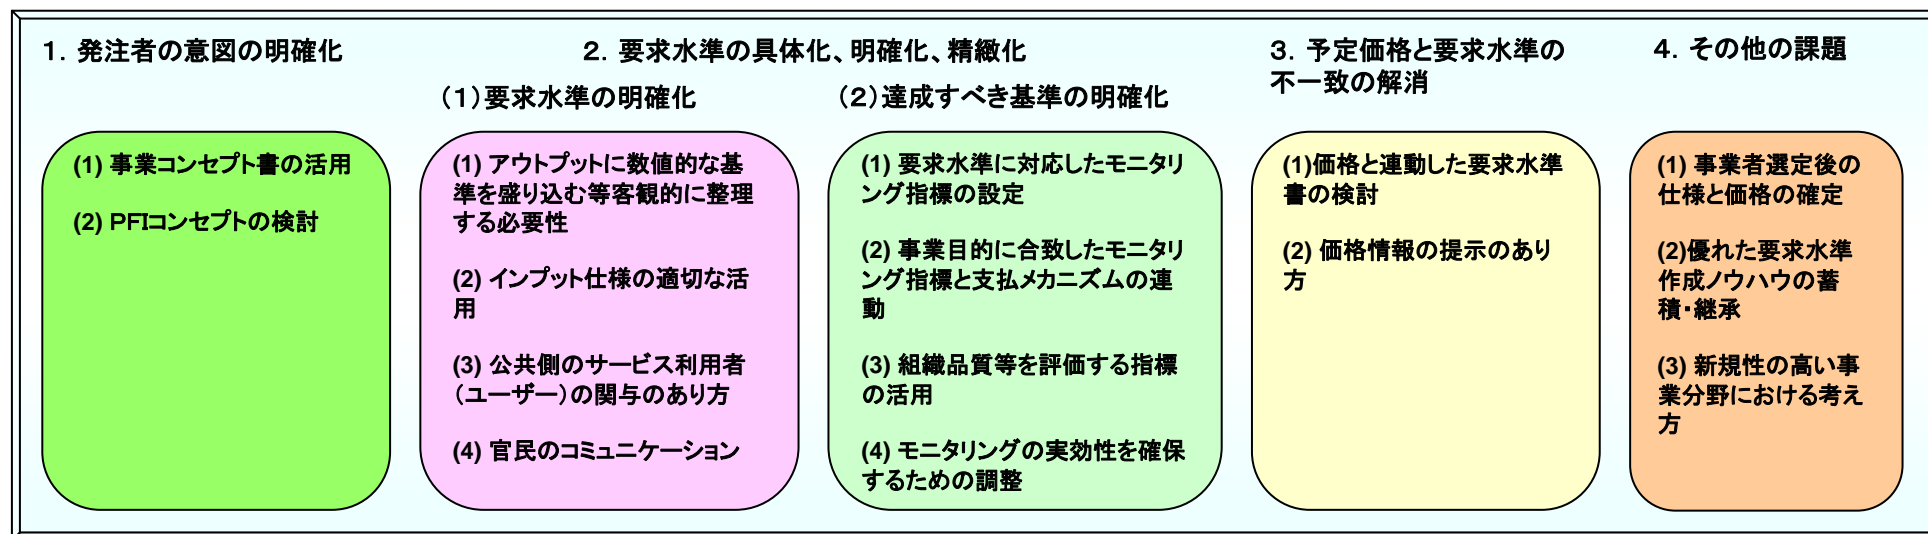 １．発注者の意図の明確化
２．要求水準の具体化、明確化、精緻化
（１）要求水準の明確化
（２）達成すべき基準の明確化
３．予定価格と要求水準の
不一致の解消
４．その他の課題
(1) 事業コンセプト書の活用
(2) ＰＦＩコンセプトの検討
(1) アウトプットに数値的な基
準を盛り込む等客観的に整理
する必要性
(2) インプット仕様の適切な活
用
(3) 公共側のサービス利用者
（ユーザー）の関与のあり方
(4) 官民のコミュニケーション
(1) 要求水準に対応したモニタリ
ング指標の設定
(2) 事業目的に合致したモニタリ
ング指標と支払メカニズムの連
動
(3) 組織品質等を評価する指標
の活用
(4) モニタリングの実効性を確保
するための調整
(1)価格と連動した要求水準
書の検討
(2) 価格情報の提示のあり
方
(1) 事業者選定後の
仕様と価格の確定
(2)優れた要求水準
作成ノウハウの蓄
積・継承
(3) 新規性の高い事
業分野における考え
方